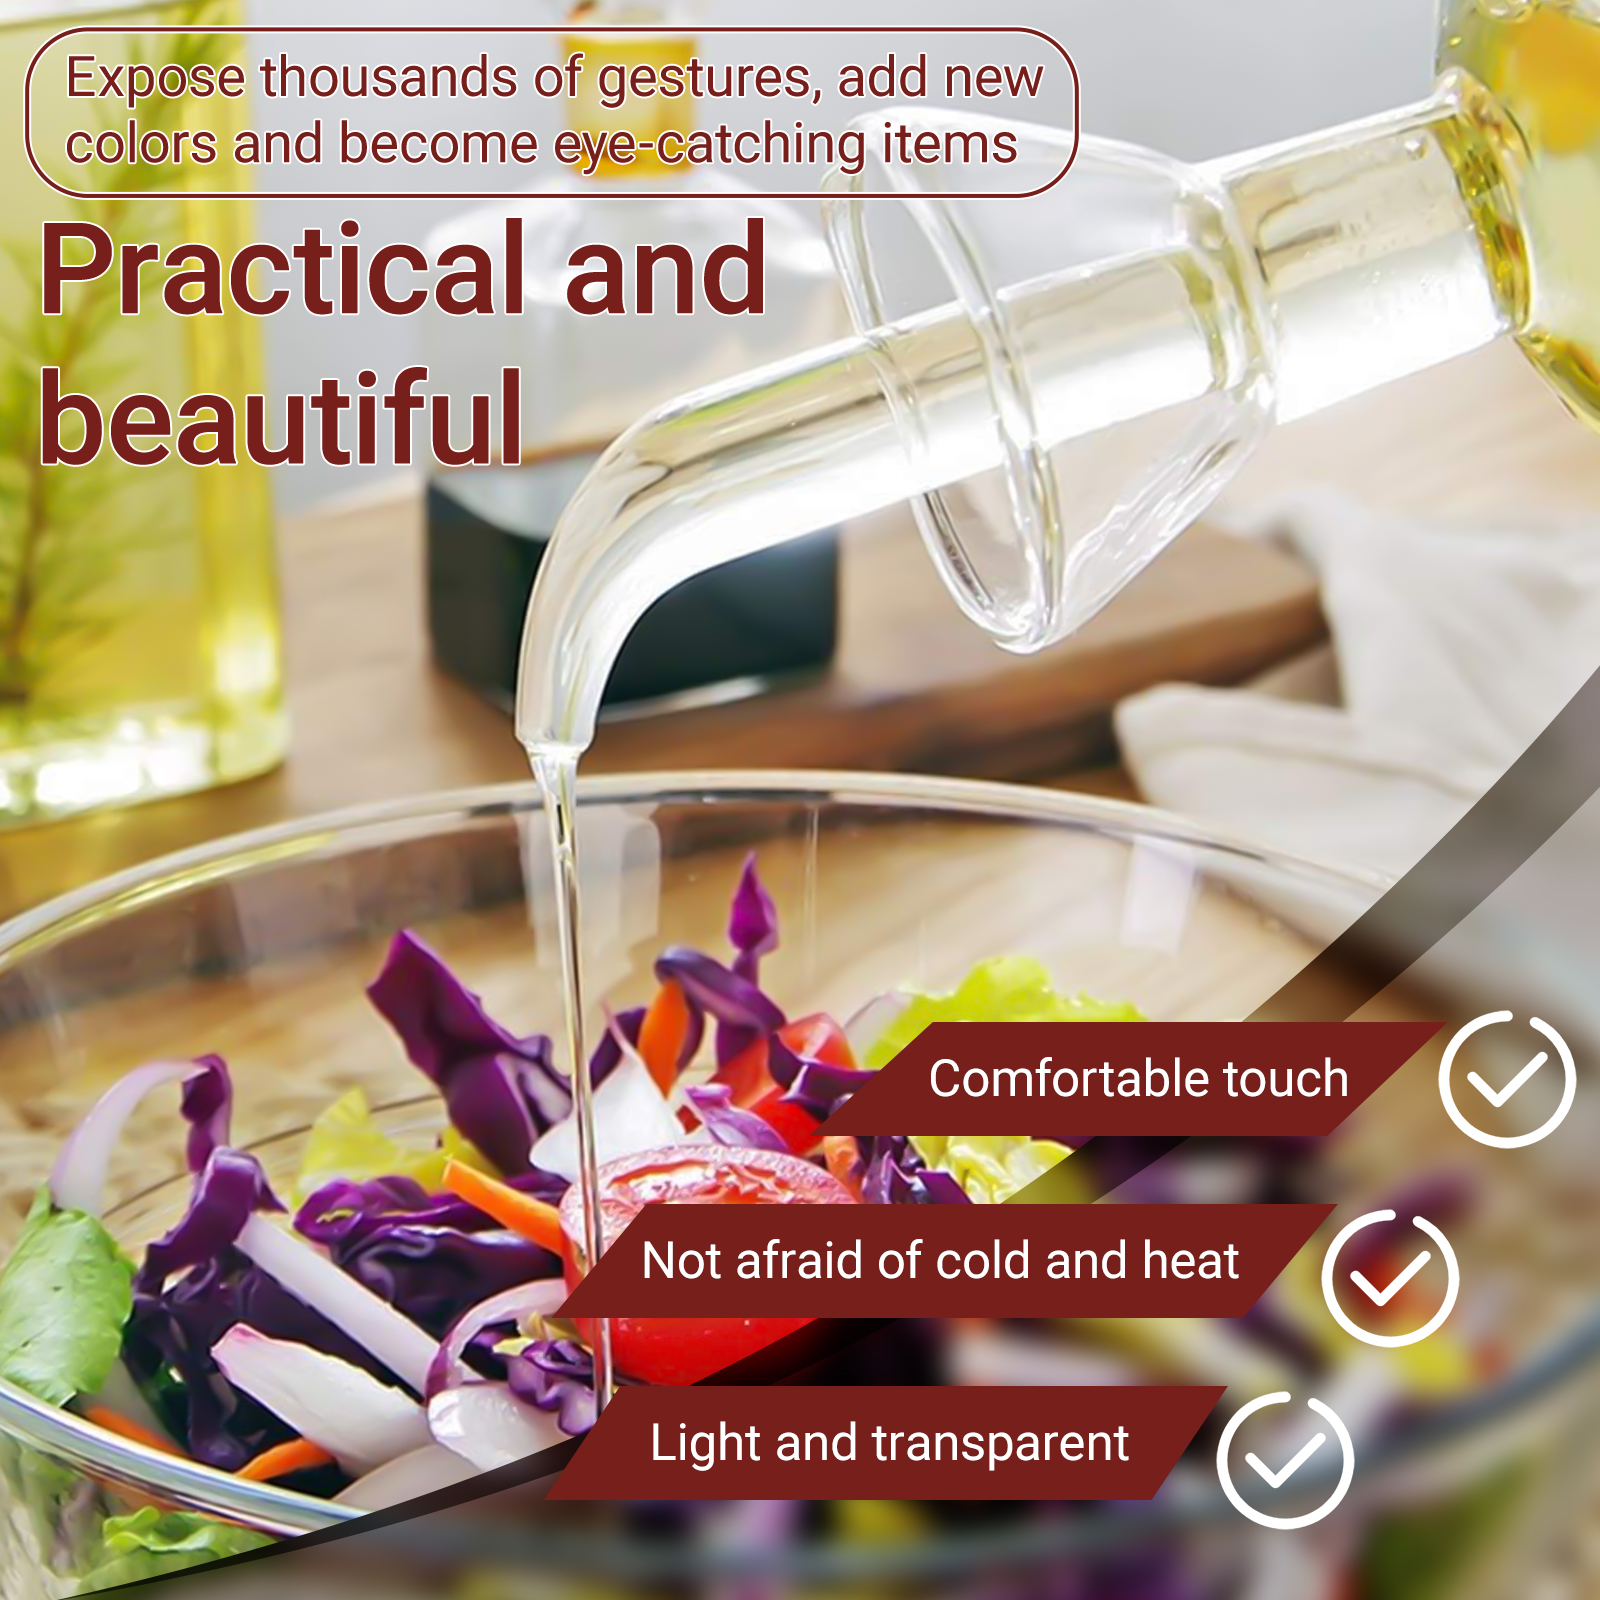 Expose thousands of gestures, add new
colors and become eye-catching items
Practical and
beautiful
Comfortable touch
Not afraid of cold and heat
Light and transparent